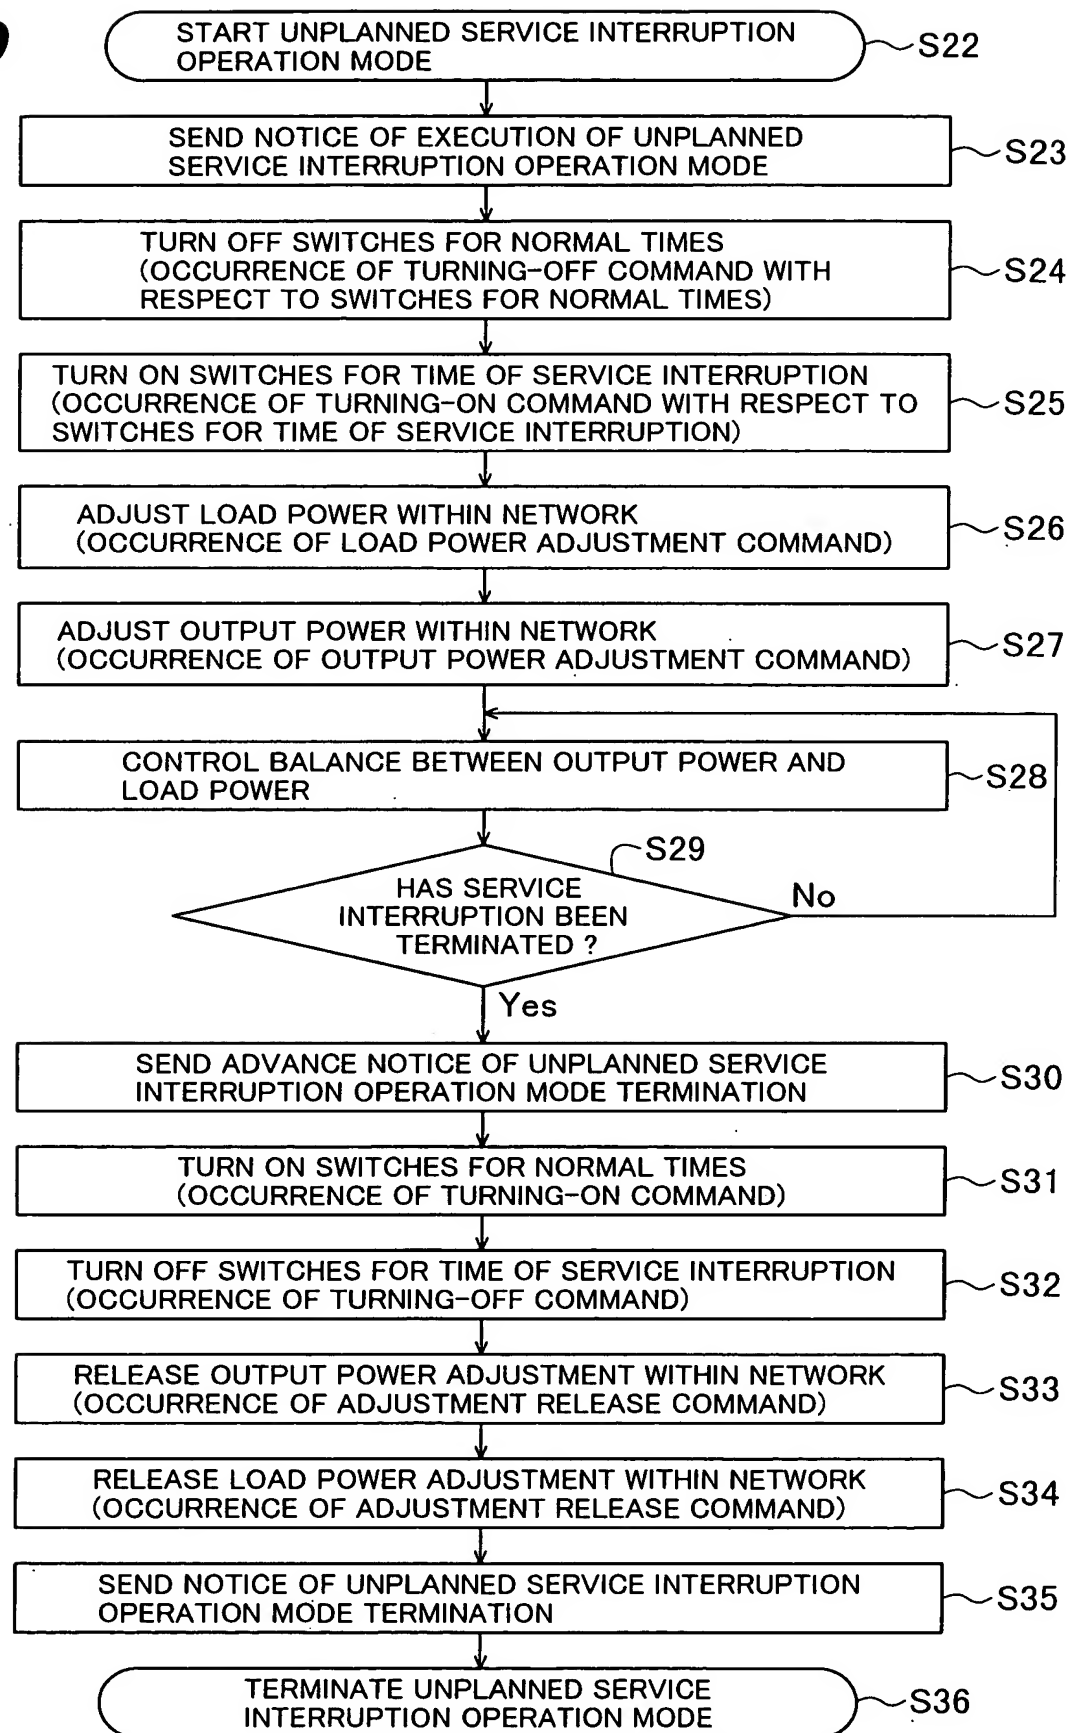 START UNPLANNED SERVICE INTERRUPTION
OPERATION MODE
S22
SEND NOTICE OF EXECUTION OF UNPLANNED
SERVICE INTERRUPTION OPERATION MODE
S23
TURN OFF SWITCHES FOR NORMAL TIMES
(OCCURRENCE OF TURNING-OFF COMMAND WITH
RESPECT TO SWITCHES FOR NORMAL TIMES)
S24
TURN ON SWITCHES FOR TIME OF SERVICE INTERRUPTION
(OCCURRENCE OF TURNING-ON COMMAND WITH RESPECT TO
SWITCHES FOR TIME OF SERVICE INTERRUPTION)
S25
ADJUST LOAD POWER WITHIN NETWORK
(OCCURRENCE OF LOAD POWER ADJUSTMENT COMMAND)
S26
ADJUST OUTPUT POWER WITHIN NETWORK
(OCCURRENCE OF OUTPUT POWER ADJUSTMENT COMMAND)
S27
CONTROL BALANCE BETWEEN OUTPUT POWER AND
LOAD POWER
S28
S29
HAS SERVICE
INTERRUPTION BEEN
TERMINATED ?
No
Yes
SEND ADVANCE NOTICE OF UNPLANNED SERVICE
INTERRUPTION OPERATION MODE TERMINATION
S30
TURN ON SWITCHES FOR NORMAL TIMES
(OCCURRENCE OF TURNING-ON COMMAND)
S31
TURN OFF SWITCHES FOR TIME OF SERVICE INTERRUPTION
(OCCURRENCE OF TURNING-OFF COMMAND)
S32
RELEASE OUTPUT POWER ADJUSTMENT WITHIN NETWORK
(OCCURRENCE OF ADJUSTMENT RELEASE COMMAND)
S33
RELEASE LOAD POWER ADJUSTMENT WITHIN NETWORK
(OCCURRENCE OF ADJUSTMENT RELEASE COMMAND)
S34
SEND NOTICE OF UNPLANNED SERVICE INTERRUPTION
OPERATION MODE TERMINATION
S35
TERMINATE UNPLANNED SERVICE
INTERRUPTION OPERATION MODE
S36